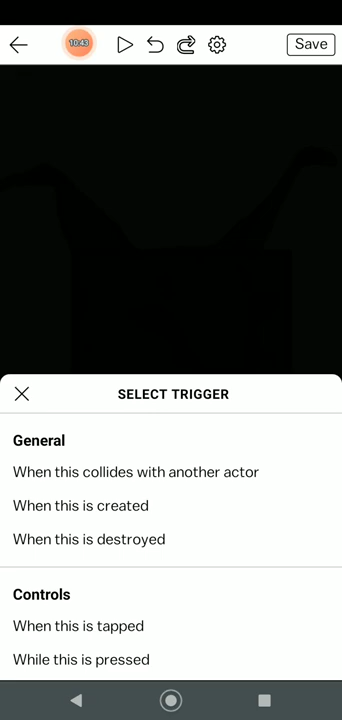 10:43
Save
SELECT TRIGGER
General
When this collides with another actor
When this is created
When this is destroyed
Controls
When this is tapped
While this is pressed